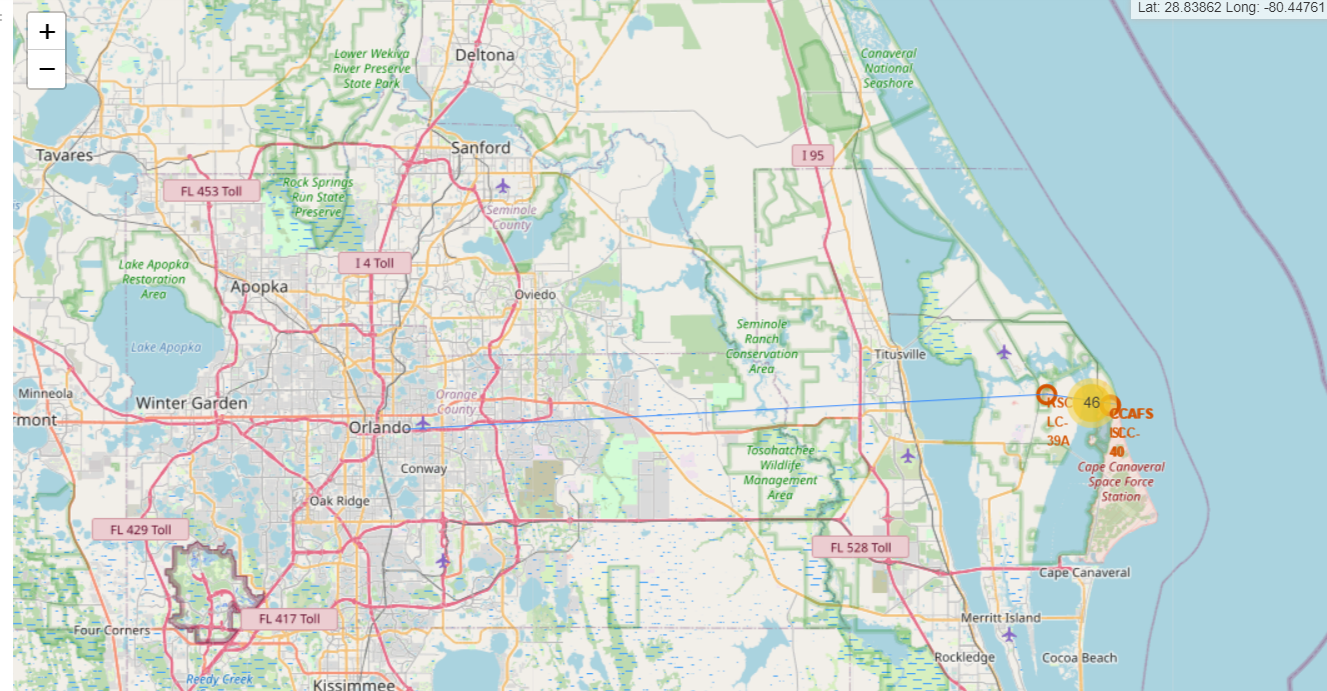 Lat: 28.83862 Long: -80.44761
+
−
Deltona
Lower Wekiva
River Preserve
State Park
Canaveral
National
Seashore
Tavares
Sanford
I 95
FL 453 Toll
Rock Springs
Run State
Preserve
Seminole
County
I 4 Toll
Lake Apopka
Restoration
Area
Apopka
Oviedo
Lake Apopka
Seminole
Ranch
Conservation
Area
Titusville
Minneola
Winter Garden
Orange
County
46
KSC
LC-
39A
CCAFS
40
mont
Orlando
Conway
Tosohatchee
Wildlife
Management
Area
Cape Canaveral
Space Force
Station
Oak Ridge
FL 429 Toll
FL 528 Toll
Cape Canaveral
FL 417 Toll
Four Corners
Merritt Island
Rockledge
Cocoa Beach
Reedy Creek
Kissimmee